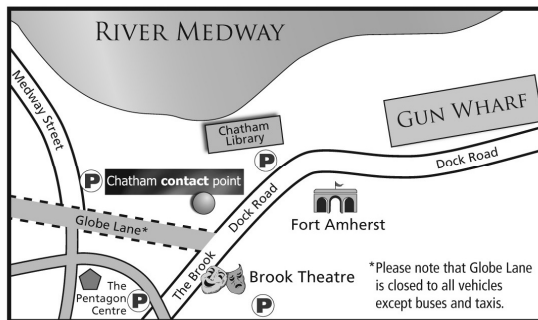 RIVER MEDWAY
Medway Street
GUN WHARF
Chatham
Library
P
Dock Road
P
Chatham contact point
Dock Road
Globe Lane*
Fort Amherst
The Brook
Brook Theatre
The
Pentagon
Centre
P
P
*Please note that Globe Lane
is closed to all vehicles
except buses and taxis.